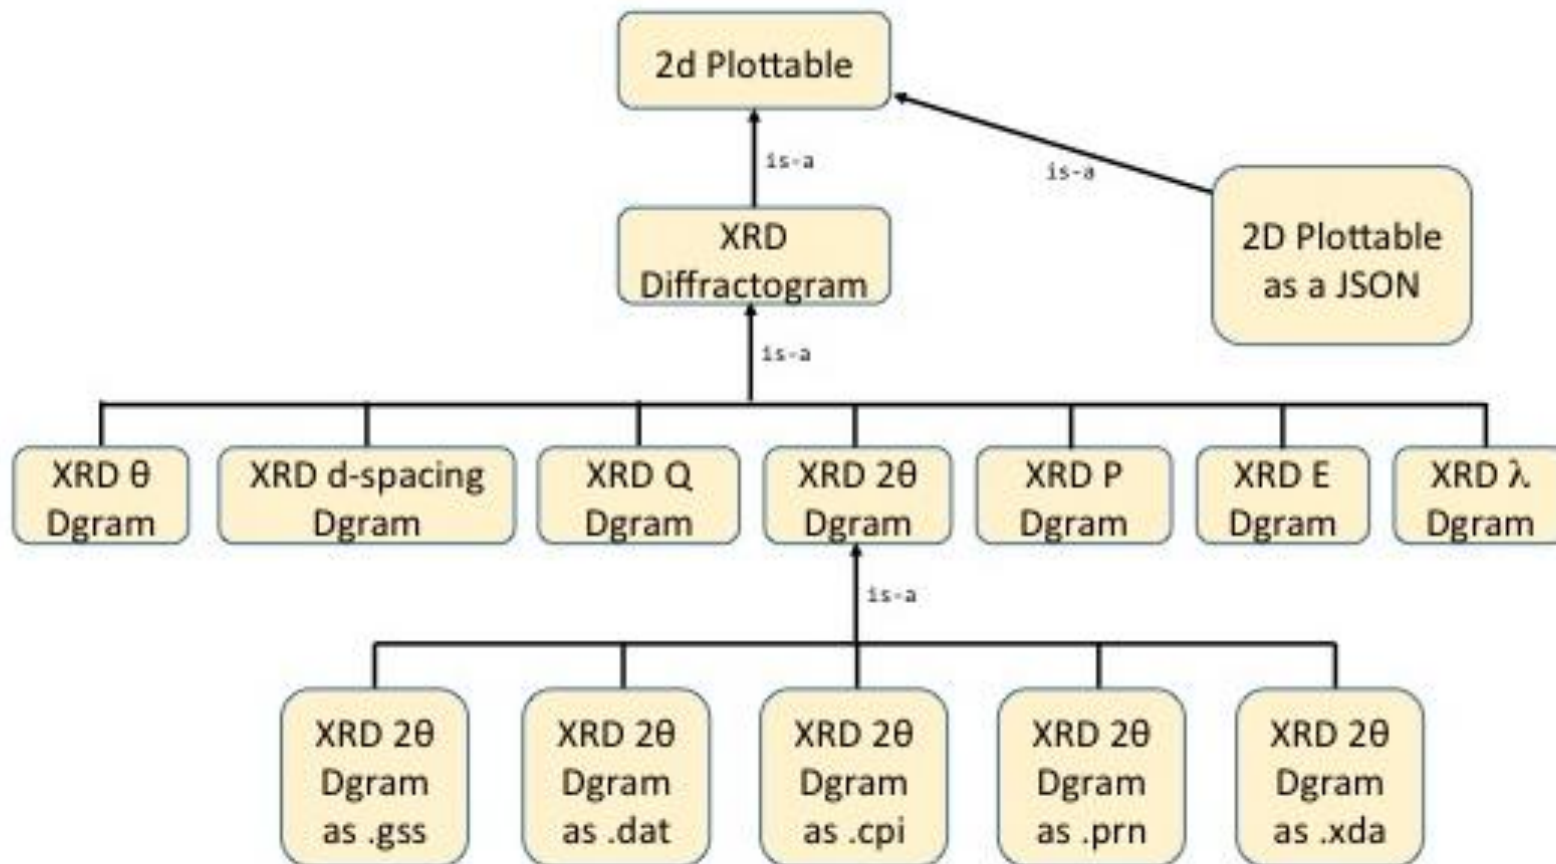 2d Plottable
is-a
is-a
XRD
Diffractogram
2D Plottable
as a JSON
is-a
XRD θ
Dgram
XRD d-spacing
Dgram
XRD Q
Dgram
XRD 2θ
Dgram
XRD P
Dgram
XRD E
Dgram
XRD λ
Dgram
is-a
XRD 2θ
Dgram
as .gss
XRD 2θ
Dgram
as .dat
XRD 2θ
Dgram
as .cpi
XRD 2θ
Dgram
as .prn
XRD 2θ
Dgram
as .xda